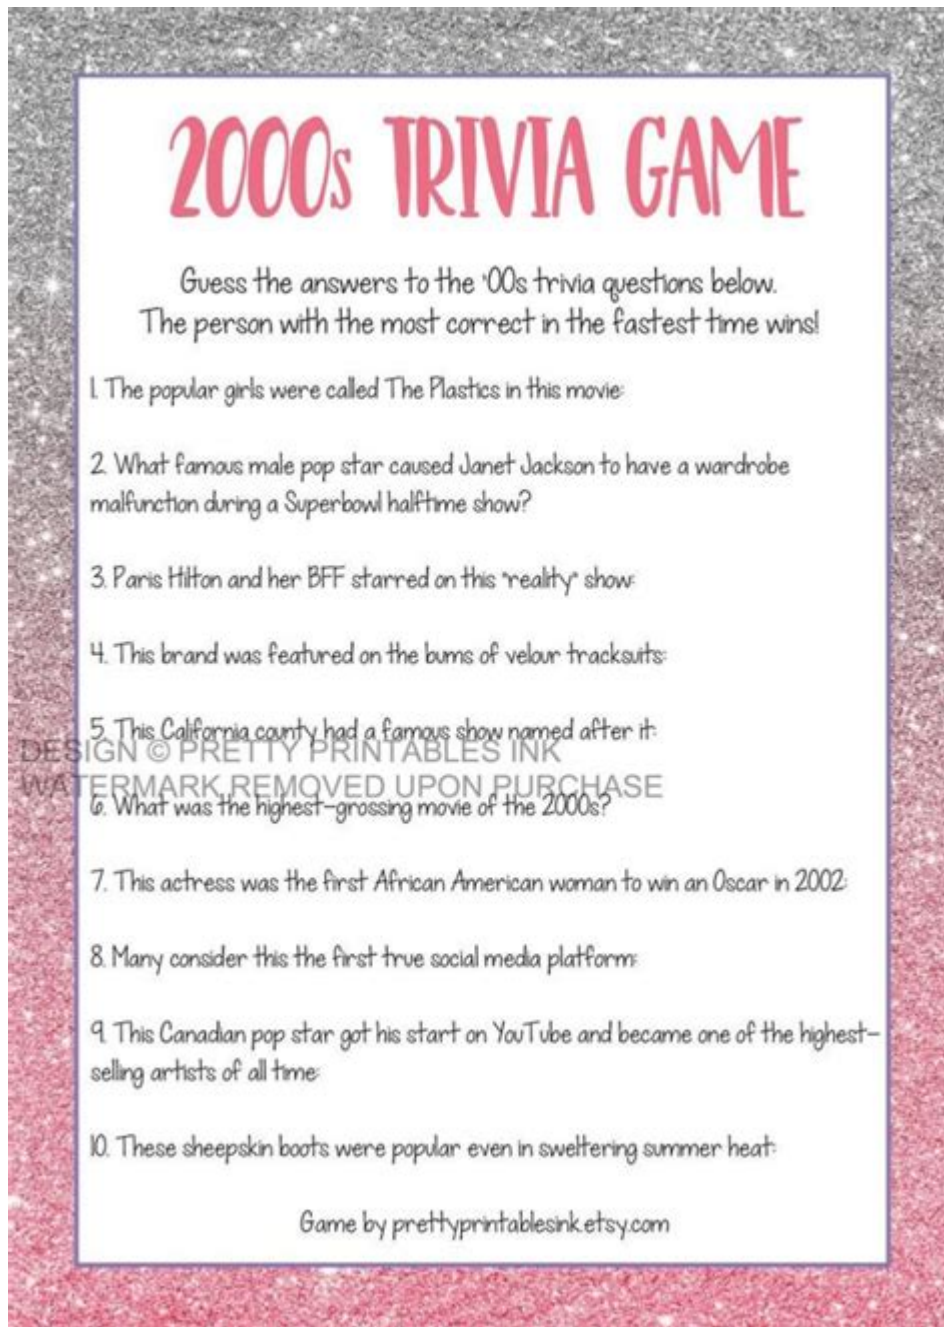 2000s TRIVIA GAME
Guess the answers to the '00s trivia questions below.
The person with the most correct in the fastest time wins!
1. The popular girls were called The Plastics in this movie:
2. What famous male pop star caused Janet Jackson to have a wardrobe
malfunction during a Superbowl halftime show?
3. Paris Hilton and her BFF starred on this "reality" show:
4. This brand was featured on the bums of velour tracksuits:
5. This California county had a famous show named after it:
DESIGN © PRETTY PRINTABLES INK
WATERMARK REMOVED UPON PURCHASE
6. What was the highest-grossing movie of the 2000s?
7. This actress was the first African American woman to win an Oscar in 2002:
8. Many consider this the first true social media platform:
9. This Canadian pop star got his start on YouTube and became one of the highest-
selling artists of all time:
10. These sheepskin boots were popular even in sweltering summer heat:
Game by prettyprintablesink.etsy.com